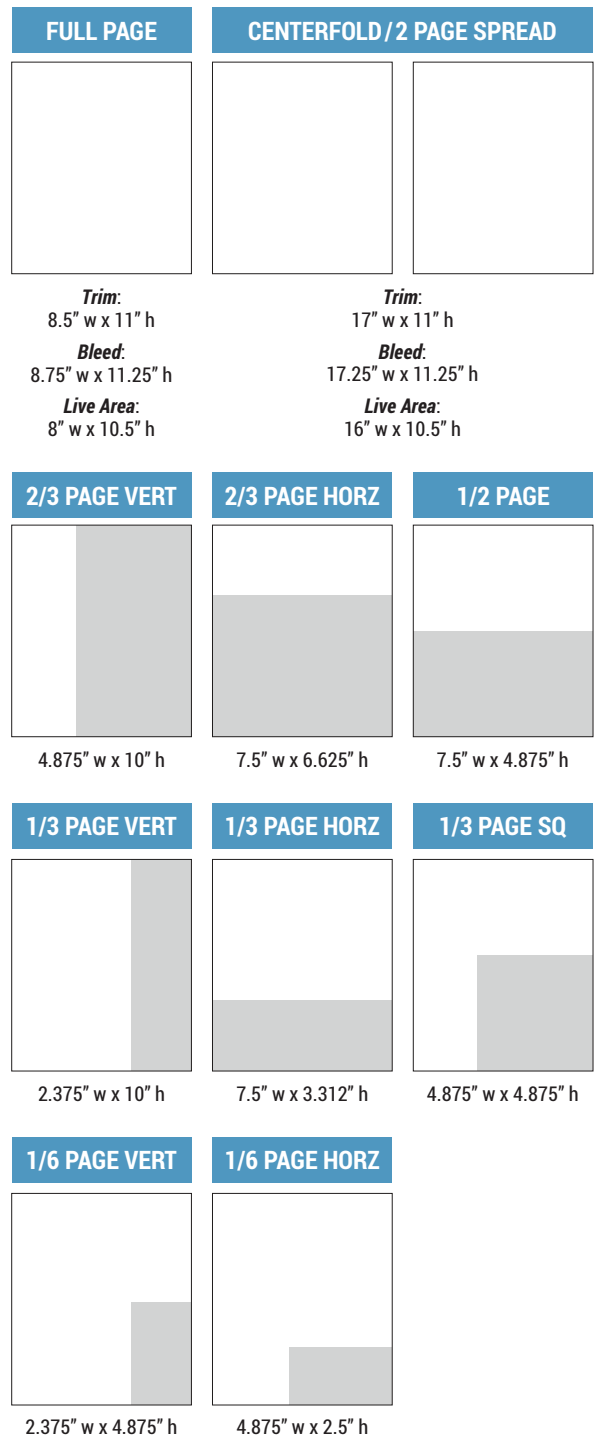 FULL PAGE
CENTERFOLD/2 PAGE SPREAD
Trim:
8.5” w x 11” h
Bleed:
8.75” w x 11.25” h
Live Area:
8” w x 10.5” h
Trim:
17” w x 11” h
Bleed:
17.25” w x 11.25” h
Live Area:
16” w x 10.5” h
2/3 PAGE VERT
2/3 PAGE HORZ
1/2 PAGE
4.875” w x 10” h
7.5” w x 6.625” h
7.5” w x 4.875” h
1/3 PAGE VERT
1/3 PAGE HORZ
1/3 PAGE SQ
2.375” w x 10” h
7.5” w x 3.312” h
4.875” w x 4.875” h
1/6 PAGE VERT
1/6 PAGE HORZ
2.375” w x 4.875” h
4.875” w x 2.5” h